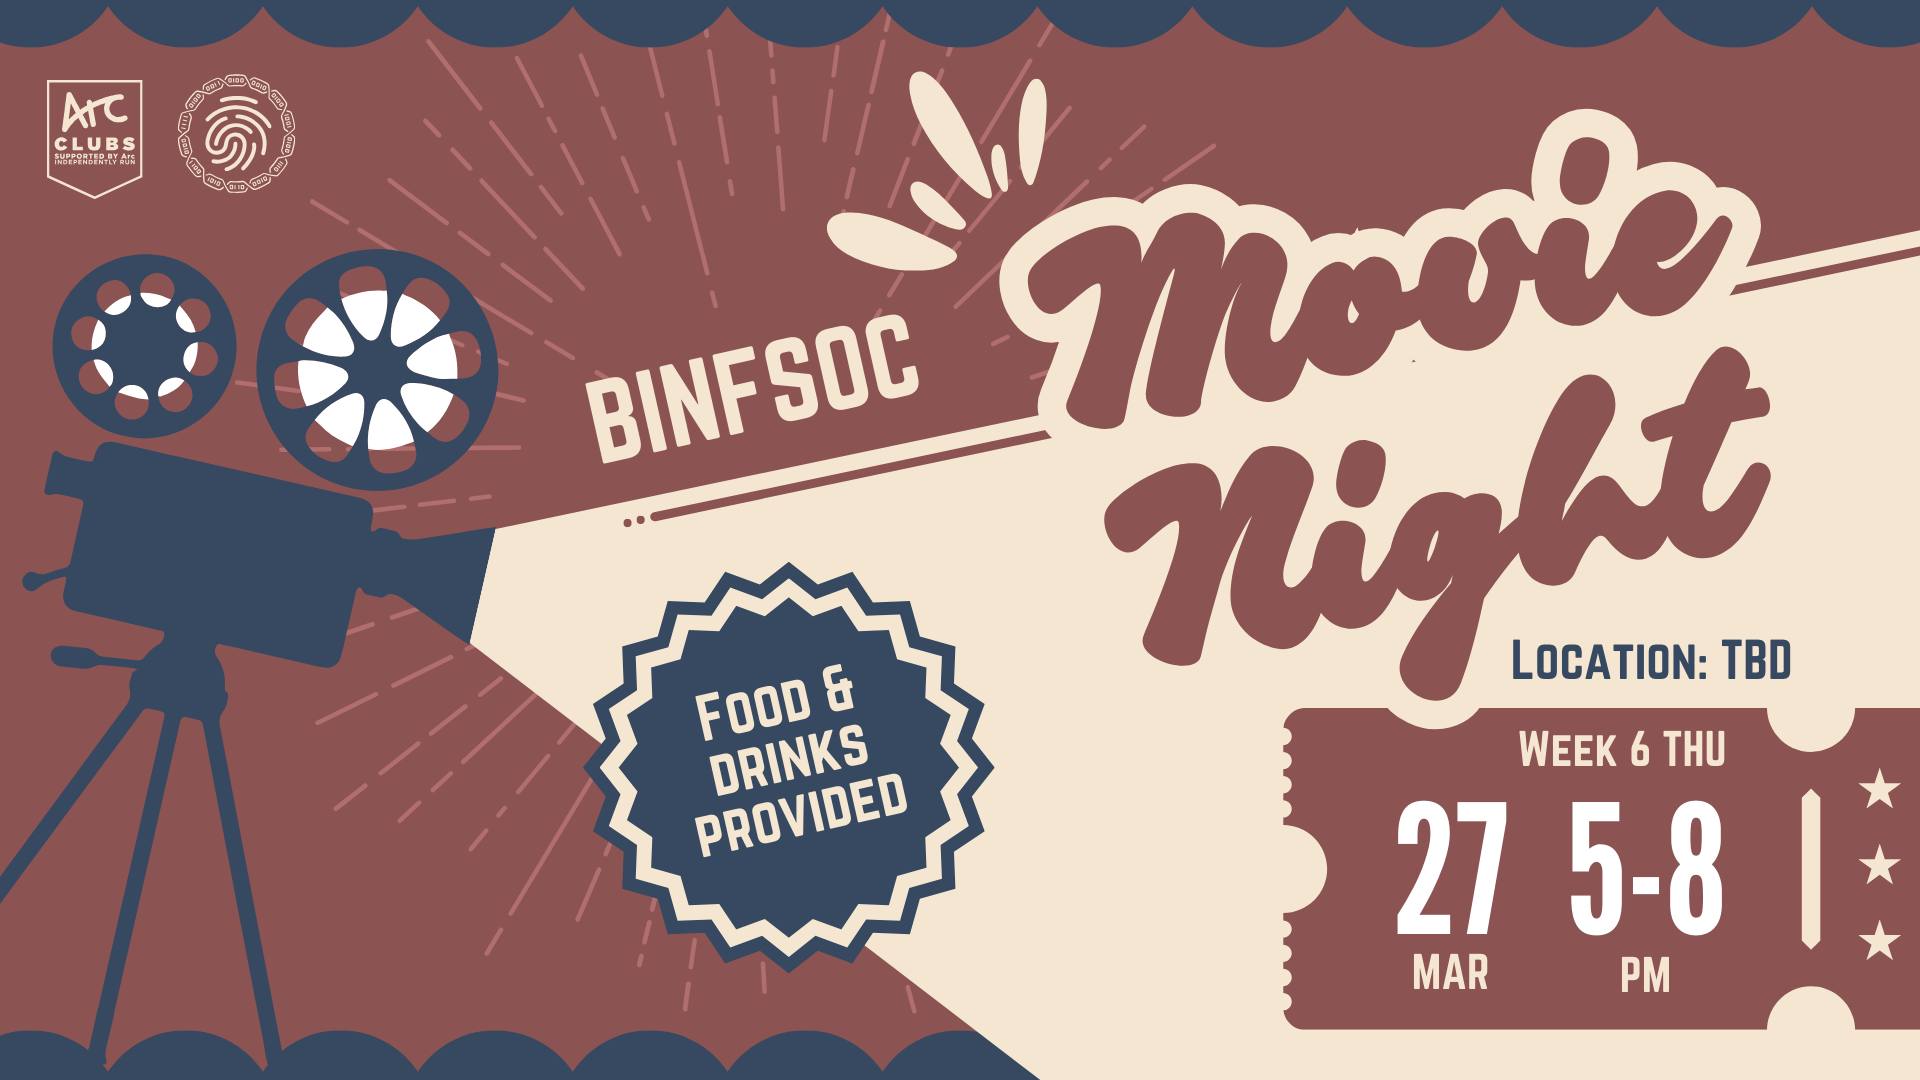 Arc
CLUBS
SUPPORTED BY Arc
INDEPENDENTLY RUN
BINFSOC
Movie
Night
FOOD &
DRINKS
PROVIDED
LOCATION: TBD
WEEK 6 THU
27 5-8
MAR PM